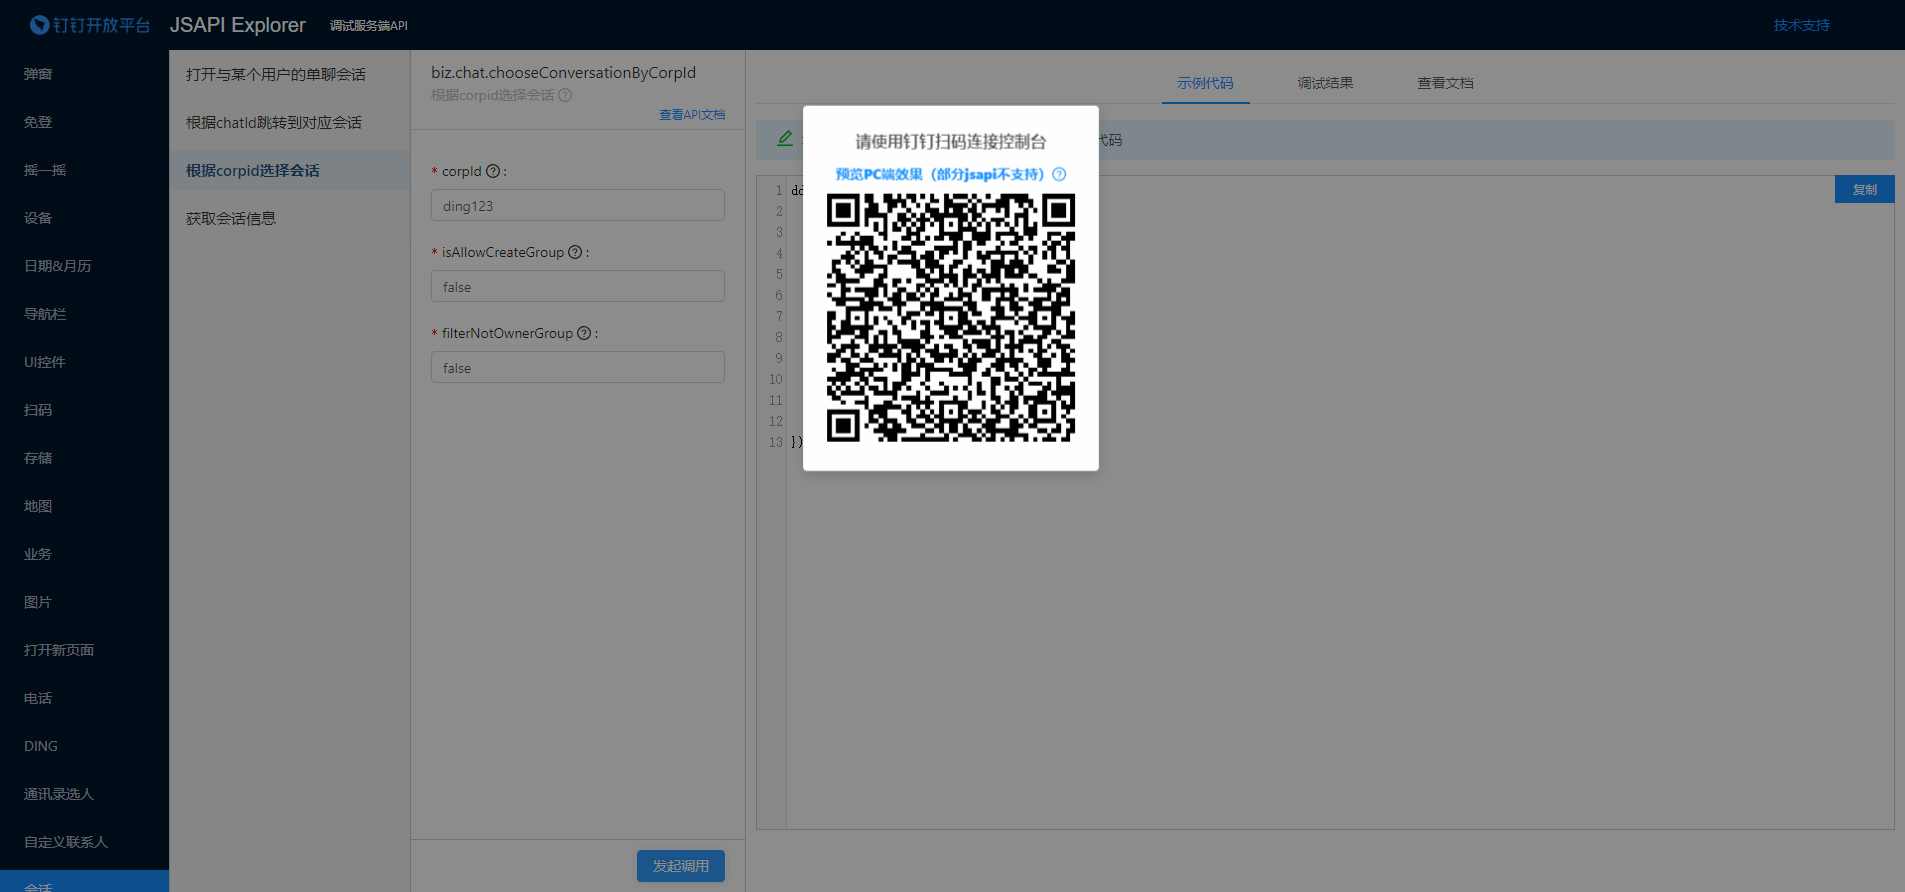 钉钉开放平台 JSAPI Explorer 调试服务端API 技术支持
弹窗
免登
摇一摇
设备
日期&月历
导航栏
UI控件
扫码
存储
地图
业务
图片
打开新页面
电话
DING
通讯录选人
自定义联系人
会话
打开与某个用户的单聊会话
根据chatId跳转到对应会话
根据corpid选择会话
获取会话信息
biz.chat.chooseConversationByCorpId
根据corpid选择会话
查看API文档
* corpId :
ding123
* isAllowCreateGroup :
false
* filterNotOwnerGroup :
false
发起调用
示例代码 调试结果 查看文档
代码
复制
1 dd
2
3
4
5
6
7
8
9
10
11
12
13 })
请使用钉钉扫码连接控制台
预览PC端效果（部分jsapi不支持）